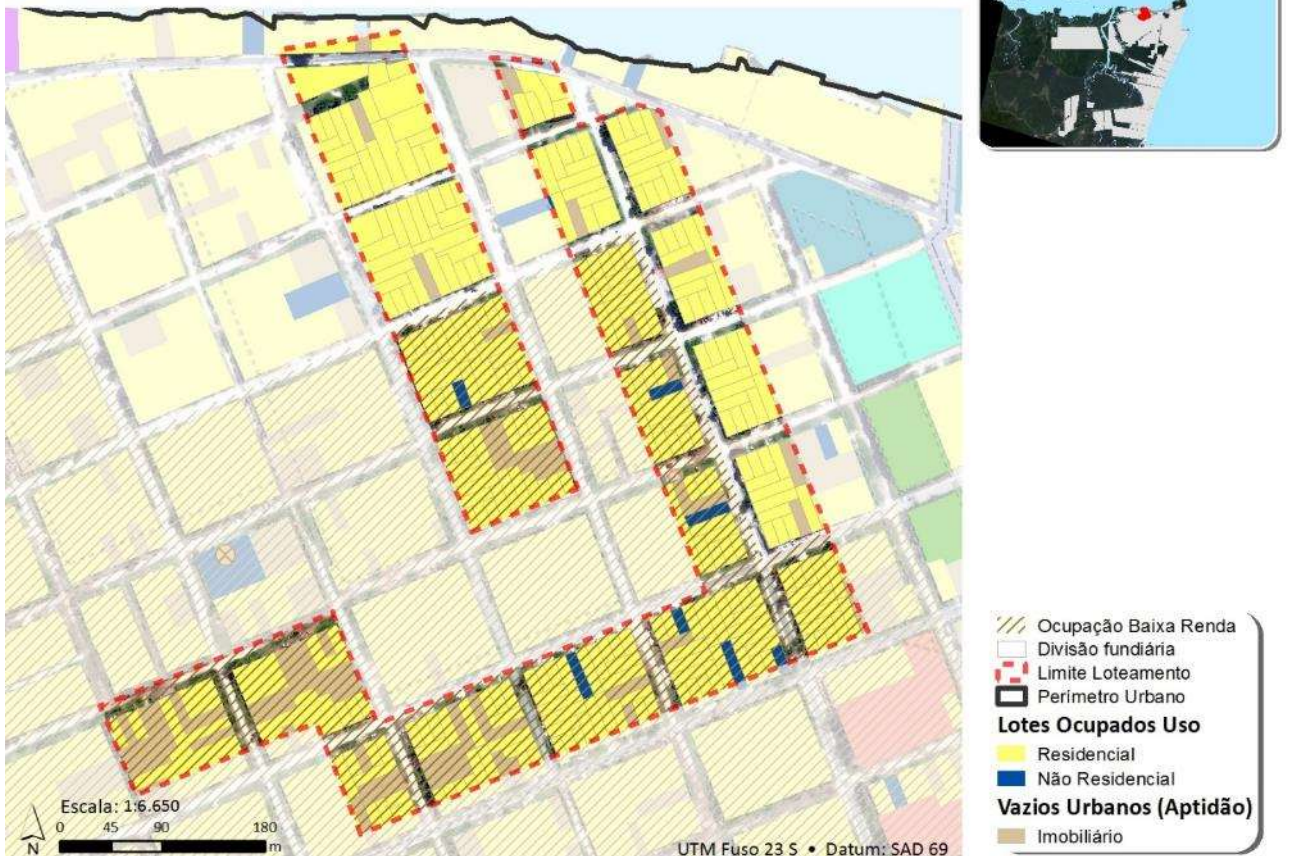 Ocupação Baixa Renda
Divisão fundiária
Limite Loteamento
Perímetro Urbano
Lotes Ocupados Uso
Residencial
Não Residencial
Vazios Urbanos (Aptidão)
Imobiliário
Escala: 1:6.650
0 45 90 180
m
N
UTM Fuso 23 S • Datum: SAD 69